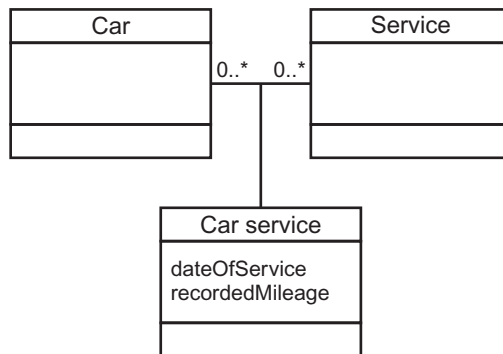 Car
Service
0..* 0..*
Car service
dateOfService
recordedMileage